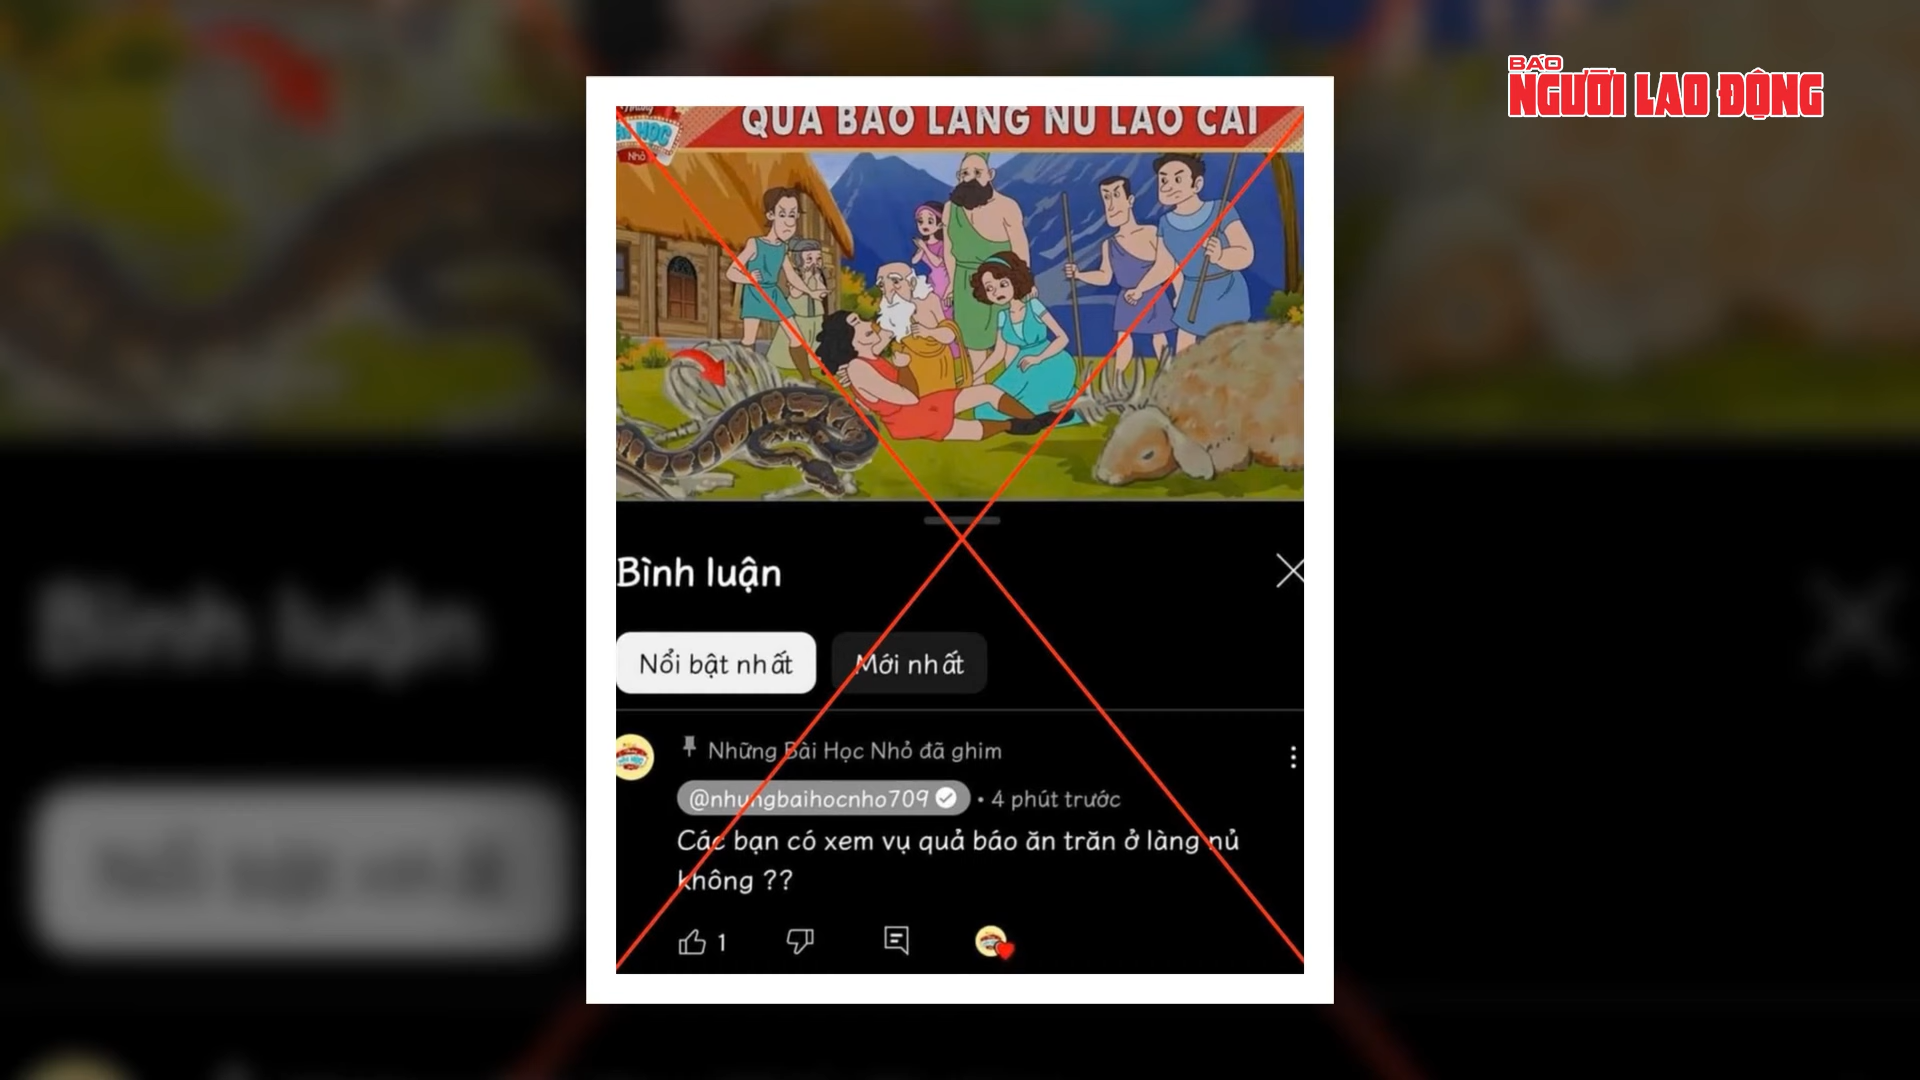 BÁO
NGƯỜI LAO ĐỘNG
QUẢ BÁO LÀNG NỦ LÀO CAI
HỌC
Nhỏ
Bình luận
Nổi bật nhất
Mới nhất
Những Bài Học Nhỏ đã ghim
@nhungbaihocnho709 • 4 phút trước
Các bạn có xem vụ quả báo ăn trăn ở làng nủ
không ??
1